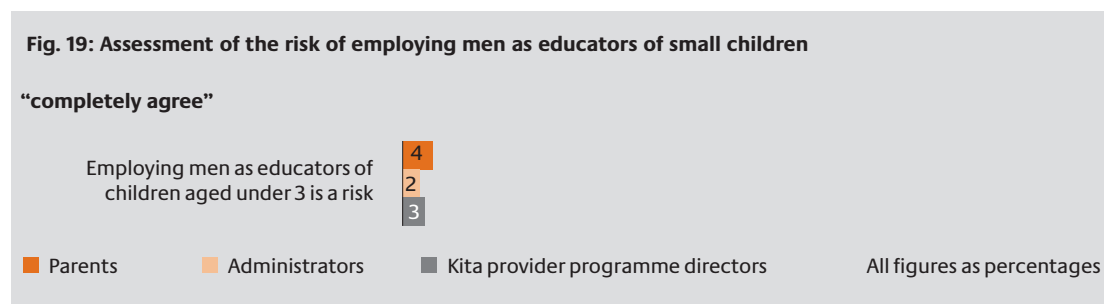 Fig. 19: Assessment of the risk of employing men as educators of small children
“completely agree”
Employing men as educators of
children aged under 3 is a risk
4
2
3
Parents Administrators Kita provider programme directors All figures as percentages